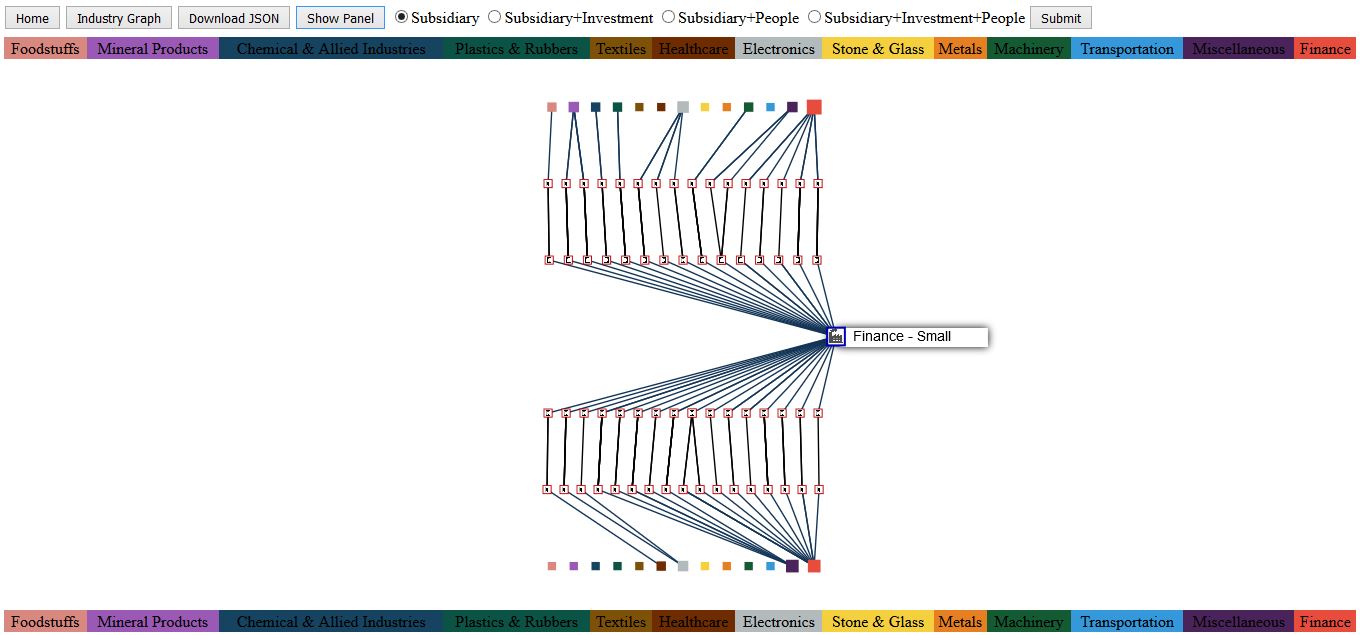 Home Industry Graph Download JSON Show Panel Subsidiary Subsidiary+Investment Subsidiary+People Subsidiary+Investment+People Submit
Foodstuffs Mineral Products Chemical & Allied Industries Plastics & Rubbers Textiles Healthcare Electronics Stone & Glass Metals Machinery Transportation Miscellaneous Finance
Finance - Small
Foodstuffs Mineral Products Chemical & Allied Industries Plastics & Rubbers Textiles Healthcare Electronics Stone & Glass Metals Machinery Transportation Miscellaneous Finance